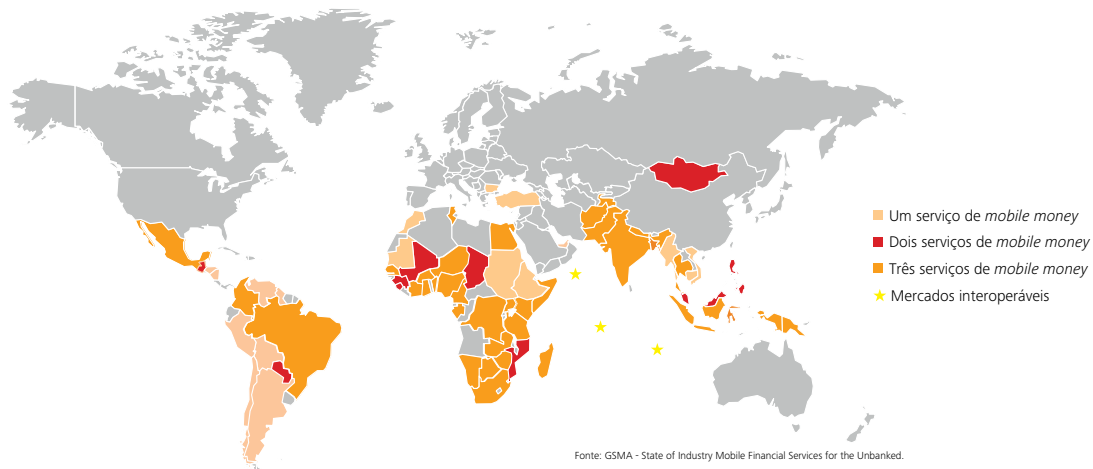 Um serviço de mobile money
Dois serviços de mobile money
Três serviços de mobile money
Mercados interoperáveis
Fonte: GSMA - State of Industry Mobile Financial Services for the Unbanked.